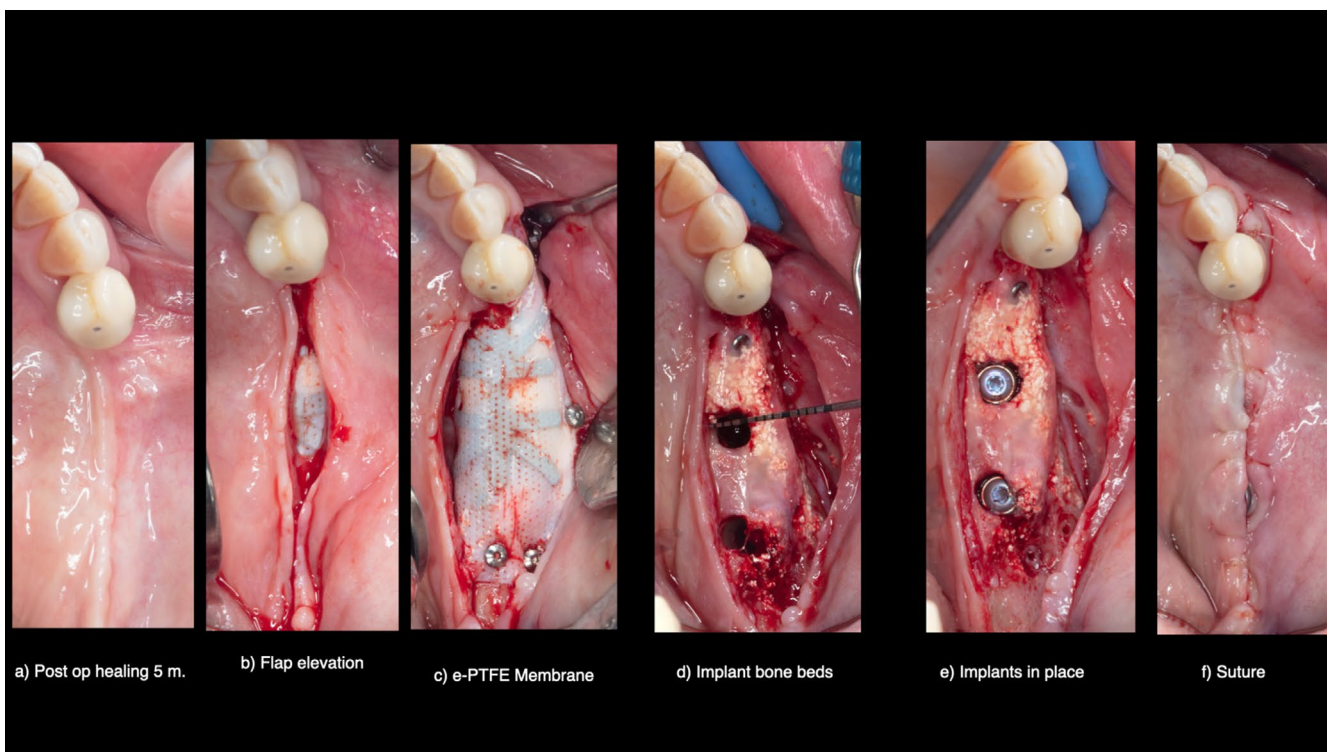 a) Post op healing 5 m.
b) Flap elevation
c) e-PTFE Membrane
d) Implant bone beds
e) Implants in place
f) Suture